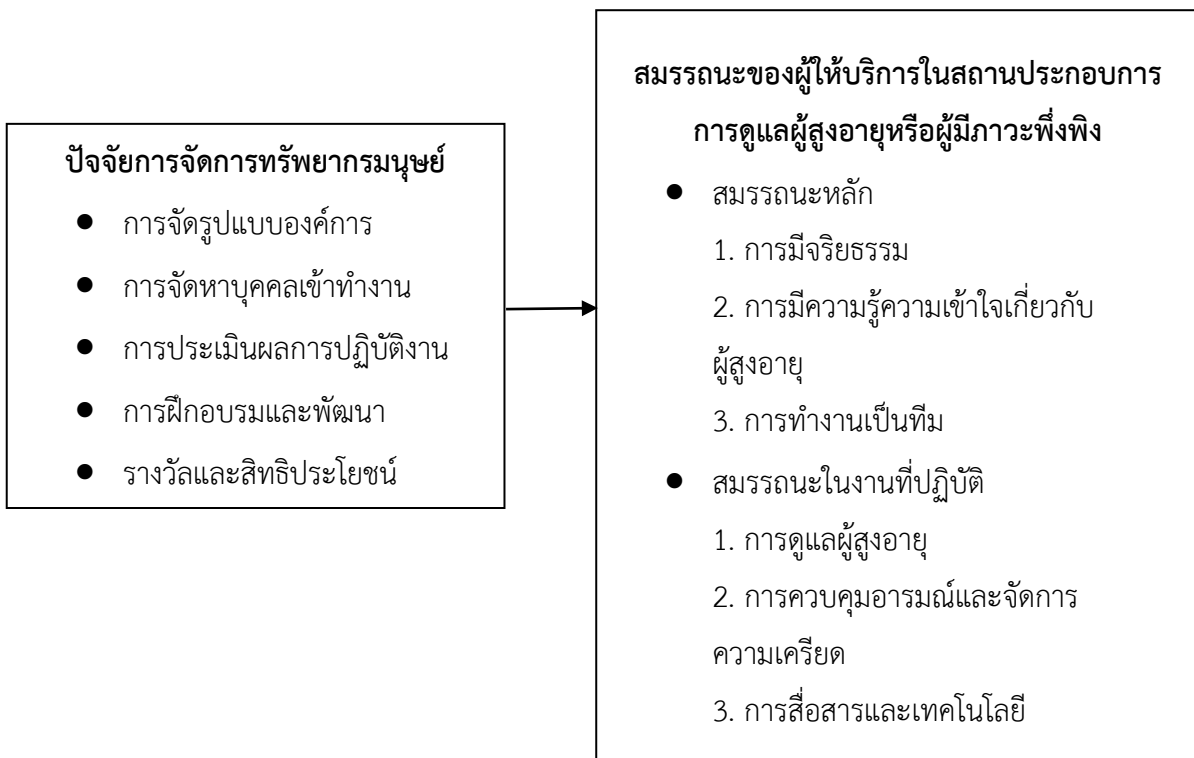 ปัจจัยการจัดการทรัพยากรมนุษย์
● การจัดรูปแบบองค์การ
● การจัดหาบุคคลเข้าทำงาน
● การประเมินผลการปฏิบัติงาน
● การฝึกอบรมและพัฒนา
● รางวัลและสิทธิประโยชน์
สมรรถนะของผู้ให้บริการในสถานประกอบการ
การดูแลผู้สูงอายุหรือผู้มีภาวะพึ่งพิง
● สมรรถนะหลัก
1. การมีจริยธรรม
2. การมีความรู้ความเข้าใจเกี่ยวกับ
ผู้สูงอายุ
3. การทำงานเป็นทีม
● สมรรถนะในงานที่ปฏิบัติ
1. การดูแลผู้สูงอายุ
2. การควบคุมอารมณ์และจัดการ
ความเครียด
3. การสื่อสารและเทคโนโลยี